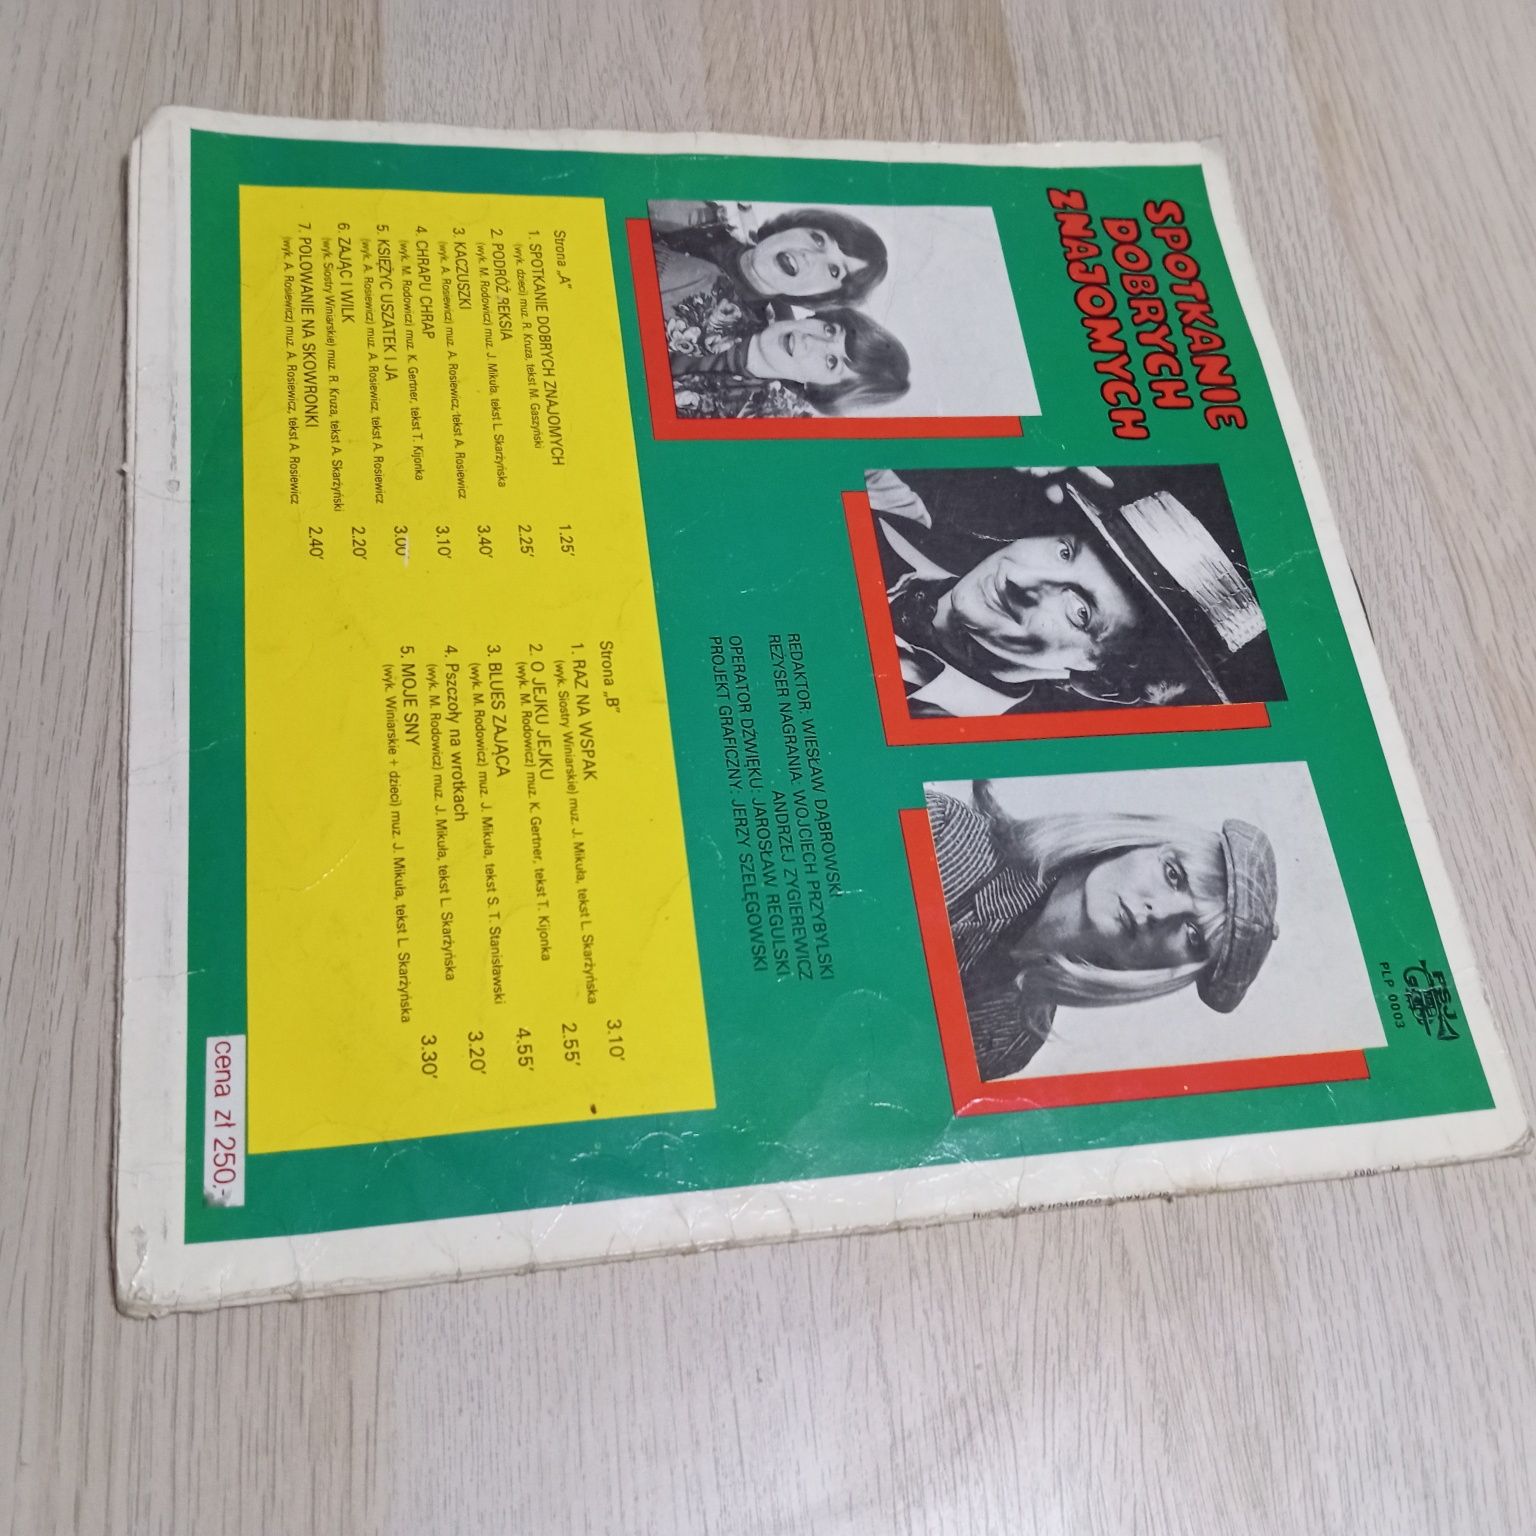 SPOTKANIE
DOBRYCH
ZNAJOMYCH
PSJ
PLP 0003
REDAKTOR: WIESŁAW DĄBROWSKI
REŻYSER NAGRANIA: WOJCIECH PRZYBYLSKI
ANDRZEJ ZYGIEREWICZ
OPERATOR DŹWIĘKU: JAROSŁAW REGULSKI
PROJEKT GRAFICZNY: JERZY SZELĘGOWSKI
Strona „A”
1. SPOTKANIE DOBRYCH ZNAJOMYCH 1.25’
(wyk. dzieci) muz. R. Kruza, tekst M. Gaszyński
2. PODRÓŻ REKSIA 2.25’
(wyk. M. Rodowicz) muz. J. Mikuła, tekst L. Skarżyńska
3. KACZUSZKI 3.40’
(wyk. A. Rosiewicz) muz. A. Rosiewicz, tekst A. Rosiewicz
4. CHRAPU CHRAP 3.10’
(wyk. M. Rodowicz) muz. K. Gertner, tekst T. Kijonka
5. KSIĘŻYC USZATEK I JA 3.00’
(wyk. A. Rosiewicz) muz. A. Rosiewicz, tekst A. Rosiewicz
6. ZAJĄC I WILK 2.20’
(wyk. Siostry Winiarskie) muz. R. Kruza, tekst A. Skarżyński
7. POLOWANIE NA SKOWRONKI 2.40’
(wyk. A. Rosiewicz) muz. A. Rosiewicz, tekst A. Rosiewicz
Strona „B”
1. RAZ NA WSPAK 3.10’
(wyk. Siostry Winiarskie) muz. J. Mikuła, tekst L. Skarżyńska
2. O JEJKU JEJKU 2.55’
(wyk. M. Rodowicz) muz. K. Gertner, tekst T. Kijonka
3. BLUES ZAJĄCA 4.55’
(wyk. M. Rodowicz) muz. J. Mikuła, tekst S. T. Stanisławski
4. Pszczoły na wrotkach 3.20’
(wyk. M. Rodowicz) muz. J. Mikuła, tekst L. Skarżyńska
5. MOJE SNY 3.30’
(wyk. Winiarskie + dzieci) muz. J. Mikuła, tekst L. Skarżyńska
cena zł 250,-